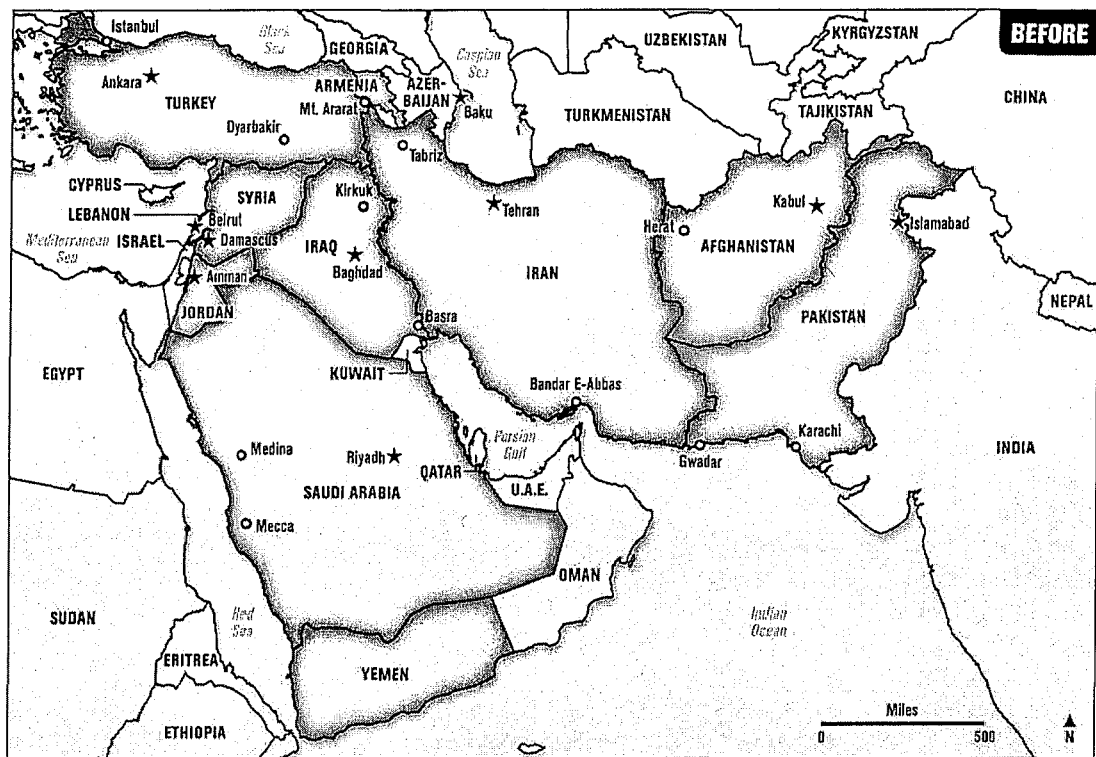 BEFORE
Istanbul
Black
Sea
GEORGIA
Caspian
Sea
UZBEKISTAN
KYRGYZSTAN
Ankara
TURKEY
ARMENIA
Mt. Ararat
AZER-
BAIJAN
Baku
TURKMENISTAN
TAJIKISTAN
CHINA
Dyarbakir
Tabriz
CYPRUS
SYRIA
Kirkuk
Tehran
Kabul
Islamabad
LEBANON
Beirut
Herat
AFGHANISTAN
Mediterranean
Sea
ISRAEL
Damascus
IRAQ
Baghdad
IRAN
Amman
JORDAN
NEPAL
Basra
PAKISTAN
EGYPT
KUWAIT
Bandar E-Abbas
Persian
Gulf
Karachi
Medina
Riyadh
QATAR
Gwadar
INDIA
SAUDI ARABIA
U.A.E.
Mecca
OMAN
SUDAN
Red
Sea
Indian
Ocean
ERITREA
YEMEN
ETHIOPIA
Miles
0
500
N